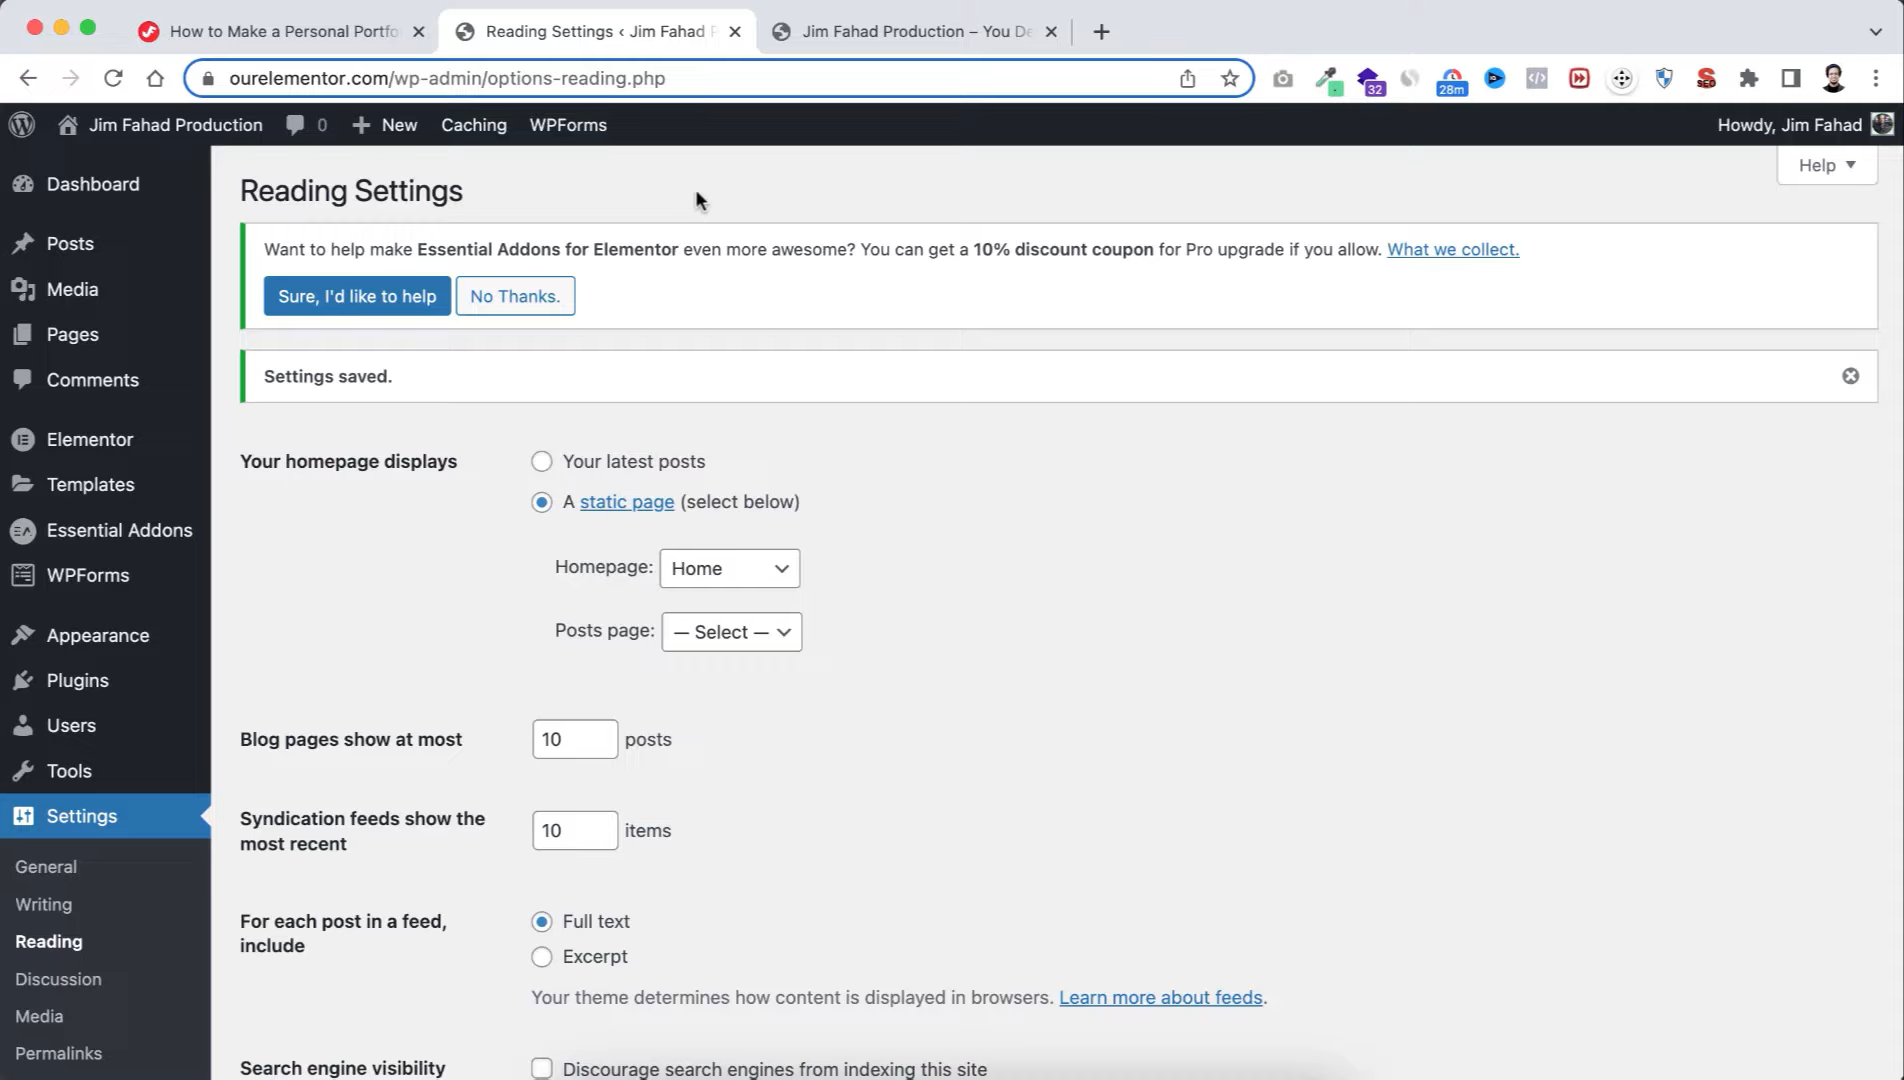 How to Make a Personal Portfo
Reading Settings ‹ Jim Fahad P
Jim Fahad Production – You De
ourelementor.com/wp-admin/options-reading.php
32
28m
SEO
Jim Fahad Production
0
New
Caching
WPForms
Howdy, Jim Fahad
Help
Dashboard
Posts
Media
Pages
Comments
Elementor
Templates
Essential Addons
WPForms
Appearance
Plugins
Users
Tools
Settings
General
Writing
Reading
Discussion
Media
Permalinks
Reading Settings
Want to help make Essential Addons for Elementor even more awesome? You can get a 10% discount coupon for Pro upgrade if you allow. What we collect.
Sure, I'd like to help
No Thanks.
Settings saved.
Your homepage displays
Your latest posts
A static page (select below)
Homepage: Home
Posts page: — Select —
Blog pages show at most
10 posts
Syndication feeds show the
most recent
10 items
For each post in a feed,
include
Full text
Excerpt
Your theme determines how content is displayed in browsers. Learn more about feeds.
Search engine visibility
Discourage search engines from indexing this site